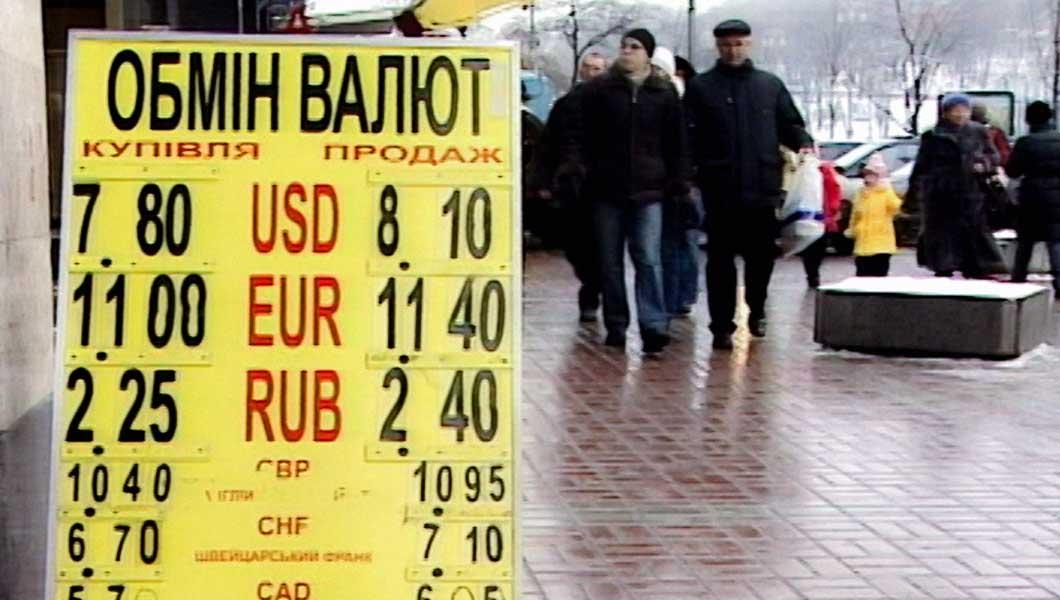 ОБМІН ВАЛЮТ
КУПІВЛЯ ПРОДАЖ
7 80 USD 8 10
11 00 EUR 11 40
2 25 RUB 2 40
GBP
10 40 10 95
CHF
6 70 7 10
ШВЕЙЦАРСЬКИЙ ФРАНК
CAD